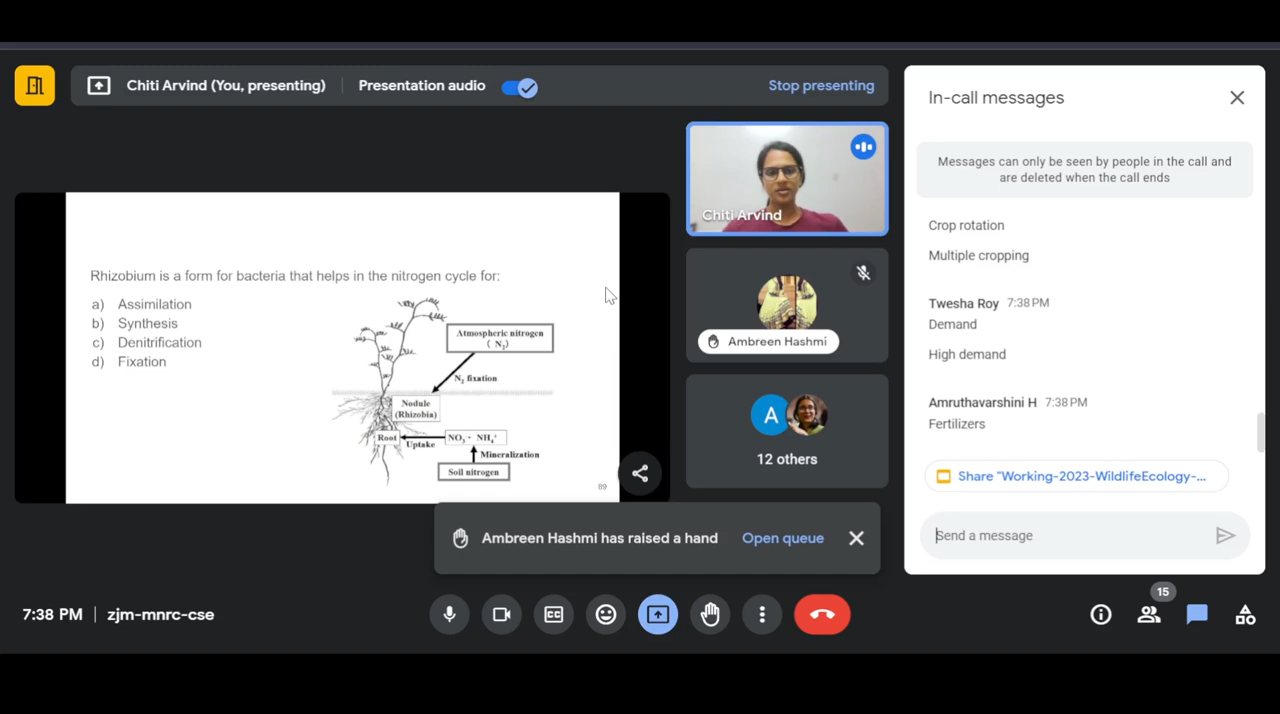 Chiti Arvind (You, presenting)
Presentation audio
Stop presenting
Rhizobium is a form for bacteria that helps in the nitrogen cycle for:
a) Assimilation
b) Synthesis
c) Denitrification
d) Fixation
Atmospheric nitrogen
( N2)
N2 fixation
Nodule
(Rhizobia)
Root
Uptake
NO3- NH4+
Mineralization
Soil nitrogen
89
Chiti Arvind
Ambreen Hashmi
A
12 others
Ambreen Hashmi has raised a hand
Open queue
In-call messages
Messages can only be seen by people in the call and
are deleted when the call ends
Crop rotation
Multiple cropping
Twesha Roy 7:38 PM
Demand
High demand
Amruthavarshini H 7:38 PM
Fertilizers
Share "Working-2023-WildlifeEcology-...
Send a message
7:38 PM | zjm-mnrc-cse
CC
15